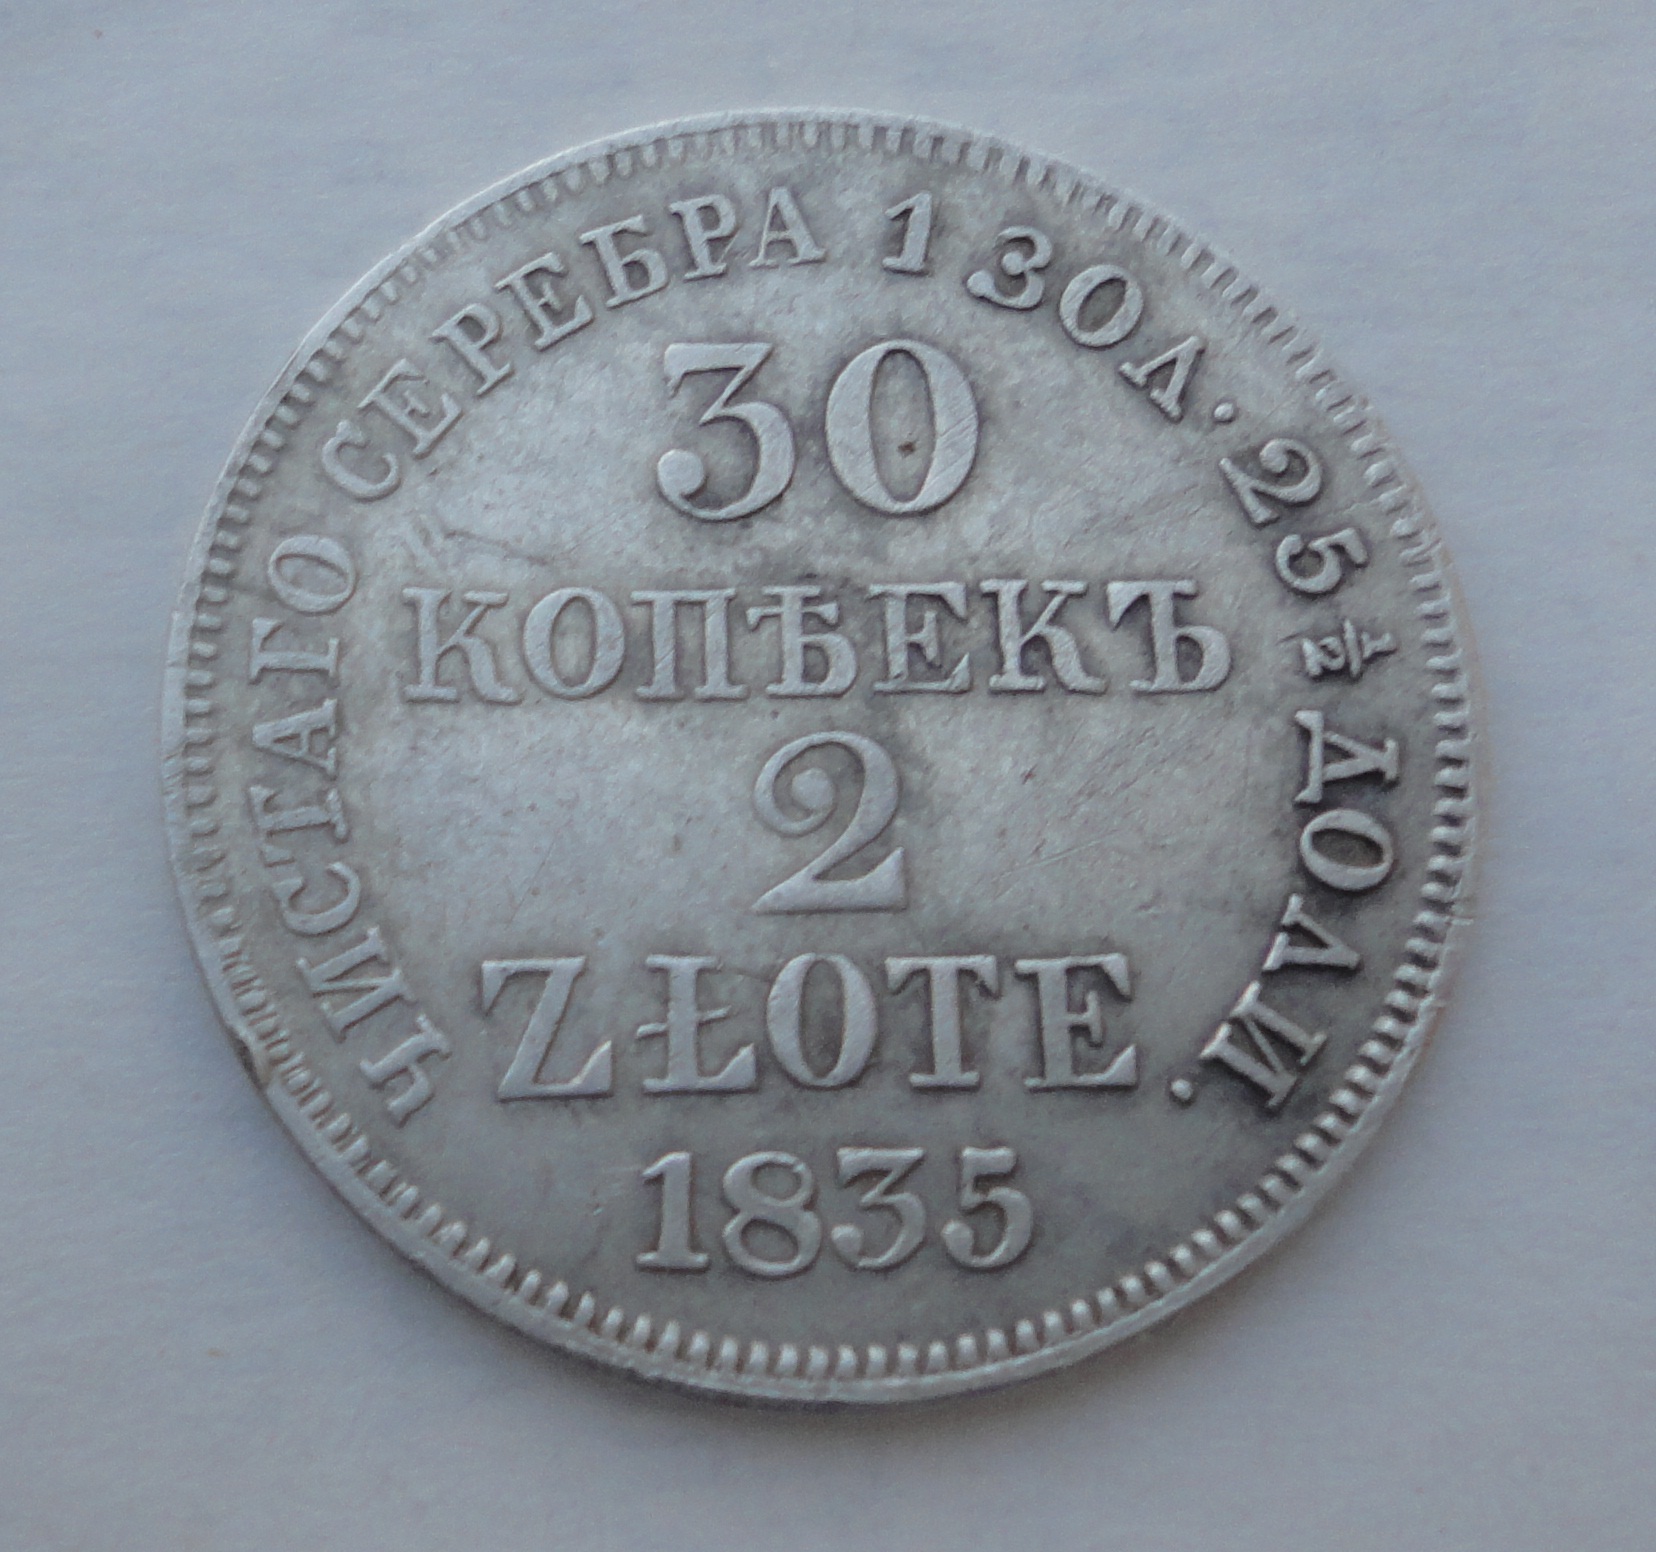 ЧИСТАГО СЕРЕБРА 1 ЗОЛ. 25 ½ ДОЛИ.
30
КОПѢЕКЪ
2
ZŁOTE
1835